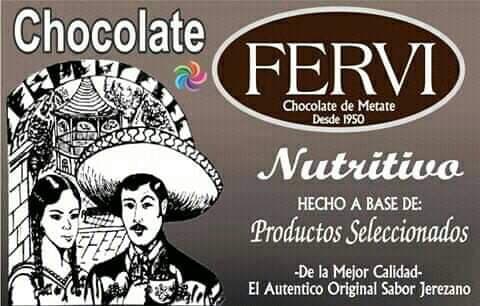 Chocolate
FERVI
Chocolate de Metate
Desde 1950
Nutritivo
HECHO A BASE DE:
Productos Seleccionados
-De la Mejor Calidad-
El Autentico Original Sabor Jerezano